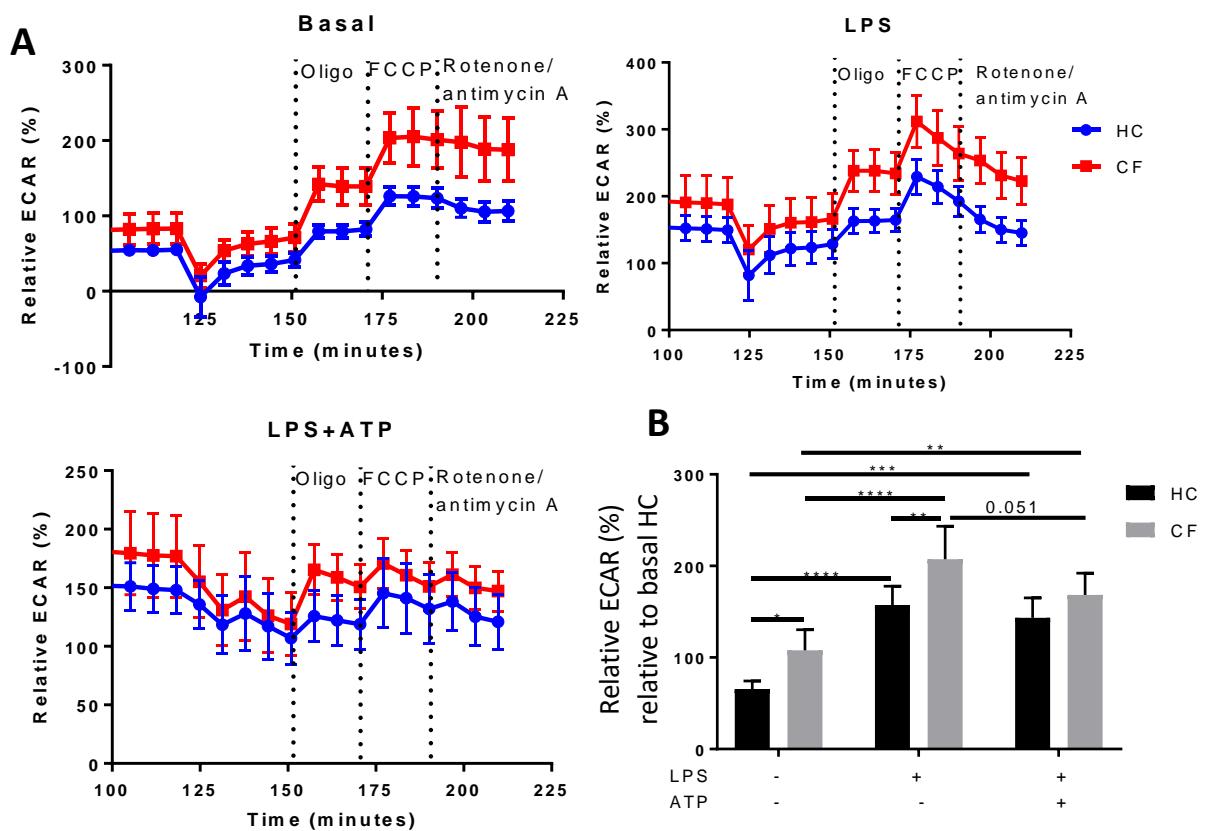 A
Basal
Relative ECAR (%)
300
200
100
0
-100
Oligo
FCCP
Rotenone/
antimycin A
125
150
175
200
225
Time (minutes)
LPS
Relative ECAR (%)
400
300
200
100
0
Oligo
FCCP
Rotenone/
antimycin A
100
125
150
175
200
225
Time (minutes)
HC
CF
LPS+ATP
Relative ECAR (%)
250
200
150
100
50
0
Oligo
FCCP
Rotenone/
antimycin A
100
125
150
175
200
225
Time (minutes)
B
Relative ECAR (%)
relative to basal HC
300
200
100
0
**
***
****
0.051
**
****
*
HC
CF
LPS - + +
ATP - - +